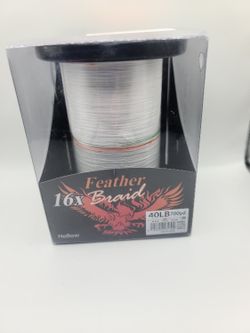 Feather
16x Braid
Hollow
40LB